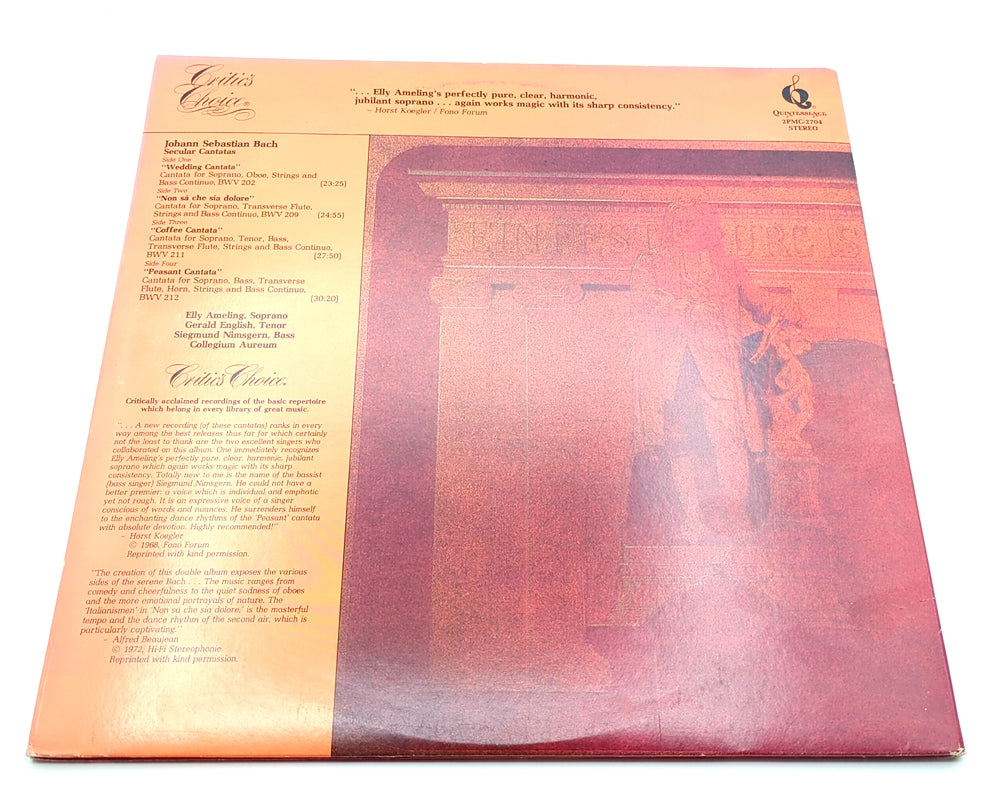 Critic's
Choice®
". . . Elly Ameling's perfectly pure, clear, harmonic,
jubilant soprano . . . again works magic with its sharp consistency."
– Horst Koegler / Fono Forum
QUINTESSENCE
2PMC-2704
STEREO
Johann Sebastian Bach
Secular Cantatas
Side One
"Wedding Cantata"
Cantata for Soprano, Oboe, Strings and
Bass Continuo, BWV 202 (23:25)
Side Two
"Non sá che sia dolore"
Cantata for Soprano, Transverse Flute,
Strings and Bass Continuo, BWV 209 (24:55)
Side Three
"Coffee Cantata"
Cantata for Soprano, Tenor, Bass,
Transverse Flute, Strings and Bass Continuo,
BWV 211 (27:50)
Side Four
"Peasant Cantata"
Cantata for Soprano, Bass, Transverse
Flute, Horn, Strings and Bass Continuo,
BWV 212 (30:20)
Elly Ameling, Soprano
Gerald English, Tenor
Siegmund Nimsgern, Bass
Collegium Aureum
Critic's Choice®
Critically acclaimed recordings of the basic repertoire
which belong in every library of great music.
". . . A new recording [of these cantatas] ranks in every
way among the best releases thus far for which certainly
not the least to thank are the two excellent singers who
collaborated on this album. One immediately recognizes
Elly Ameling's perfectly pure, clear, harmonic, jubilant
soprano which again works magic with its sharp
consistency. Totally new to me is the name of the bassist
[bass singer] Siegmund Nimsgern. He could not have a
better premier: a voice which is individual and emphatic
yet not rough. It is an expressive voice of a singer
conscious of words and nuances. He surrenders himself
to the enchanting dance rhythms of the 'Peasant' cantata
with absolute devotion. Highly recommended!"
– Horst Koegler
© 1968, Fono Forum
Reprinted with kind permission.
"The creation of this double album exposes the various
sides of the serene Bach . . . The music ranges from
comedy and cheerfulness to the quiet sadness of oboes
and the more emotional portrayals of nature. The
'Italianismen' in 'Non sá che sia dolore,' is the masterful
tempo and the dance rhythm of the second air, which is
particularly captivating."
– Alfred Beaujean
© 1972, Hi-Fi Stereophonie
Reprinted with kind permission.
EIN FESTE BURG IS